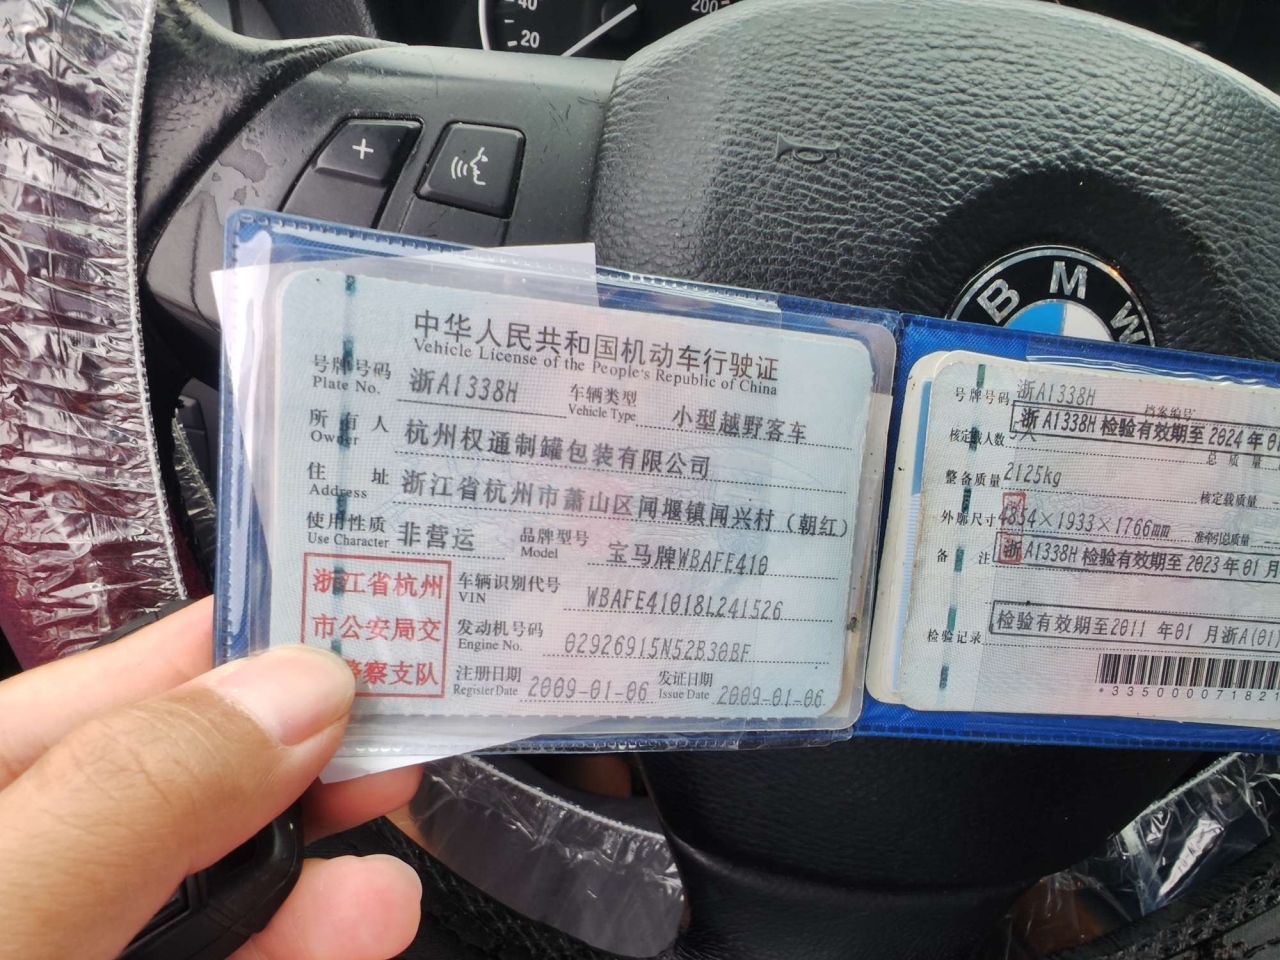 40
20
200
+
BMW
中华人民共和国机动车行驶证
Vehicle License of the People's Republic of China
号牌号码 浙A1338H 车辆类型 小型越野客车
Plate No. Vehicle Type
所有人 杭州权通制罐包装有限公司
Owner
住址 浙江省杭州市萧山区闻堰镇闻兴村（朝红）
Address
使用性质 非营运 品牌型号 宝马牌WBAFE410
Use Character Model
浙江省杭州
市公安局交
警察支队
车辆识别代号 WBAFE41018L241526
VIN
发动机号码 02926915N52B30BF
Engine No.
注册日期 2009-01-06 发证日期 2009-01-06
Register Date Issue Date
号牌号码 浙A1338H 档案编号
浙A1338H 检验有效期至2024年01
核定载人数 5人 总质量
整备质量 2125kg 核定载质量
外廓尺寸 4854×1933×1766mm 准牵引总质量
备注 浙A1338H 检验有效期至2023年01月
检验记录 检验有效期至2011 年01 月浙A(01)
*335000071821